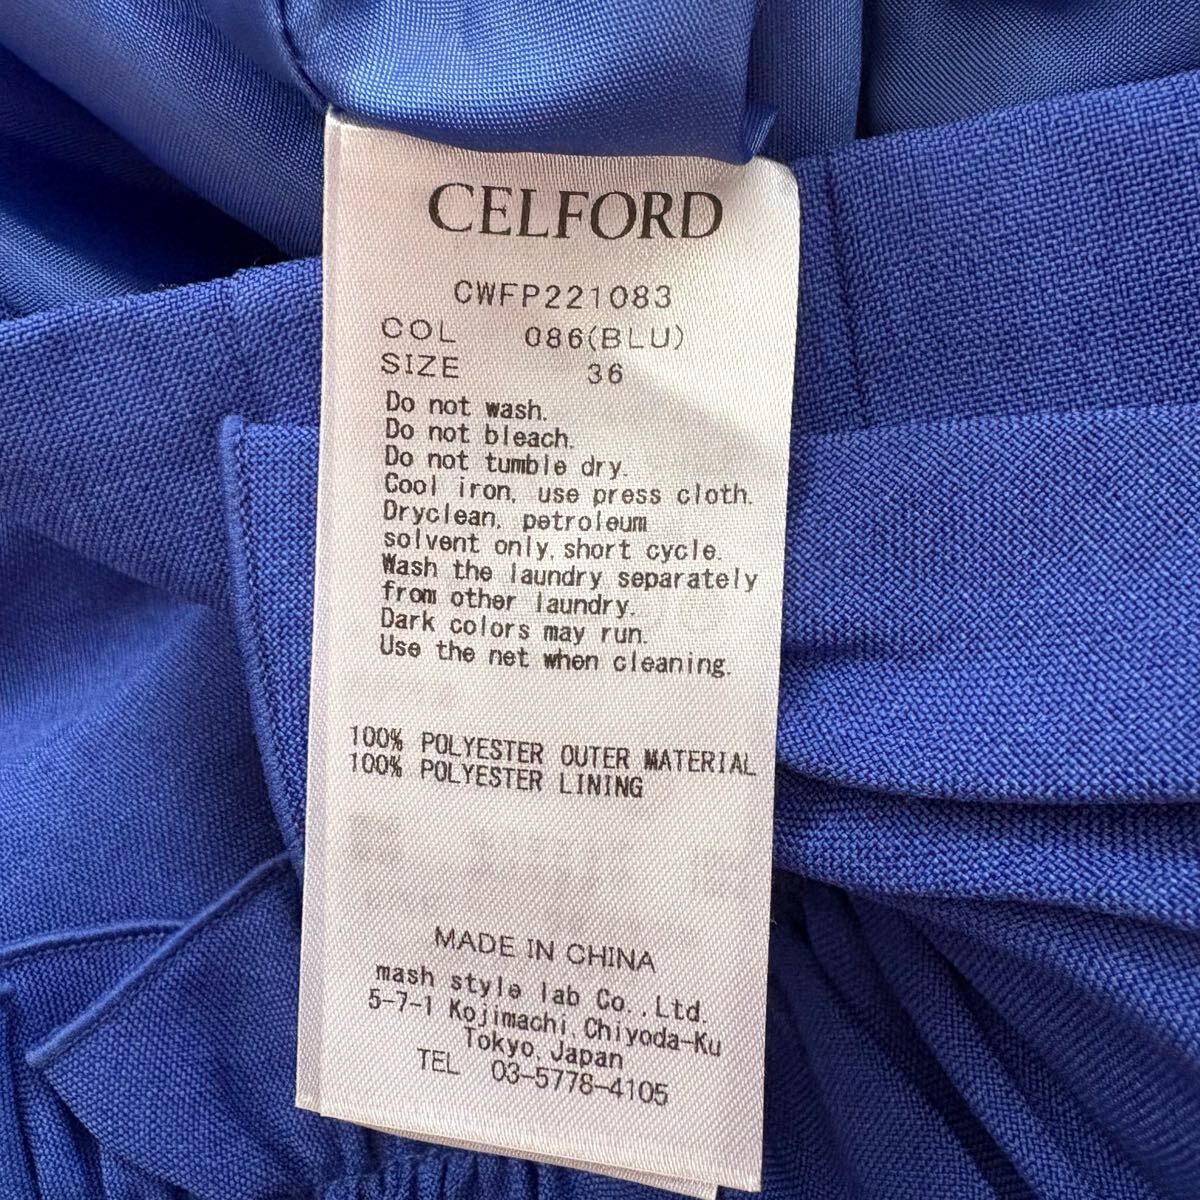 CELFORD
CWFP221083
COL 086(BLU)
SIZE 36
Do not wash.
Do not bleach.
Do not tumble dry.
Cool iron, use press cloth.
Dryclean, petroleum
solvent only,short cycle.
Wash the laundry separately
from other laundry.
Dark colors may run.
Use the net when cleaning.
100% POLYESTER OUTER MATERIAL
100% POLYESTER LINING
MADE IN CHINA
mash style lab Co.,Ltd.
5-7-1 Kojimachi,Chiyoda-Ku
Tokyo,Japan
TEL 03-5778-4105